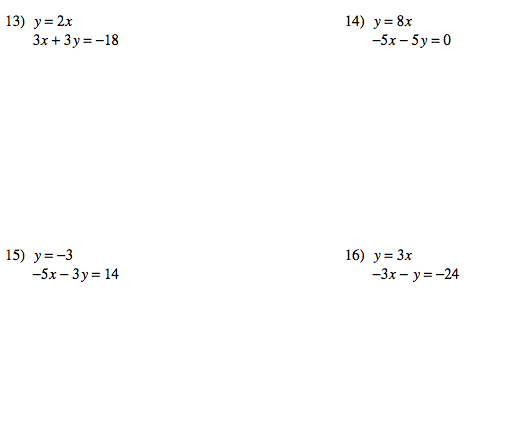 13) y = 2x
3x + 3y = −18
14) y = 8x
−5x − 5y = 0
15) y = −3
−5x − 3y = 14
16) y = 3x
−3x − y = −24